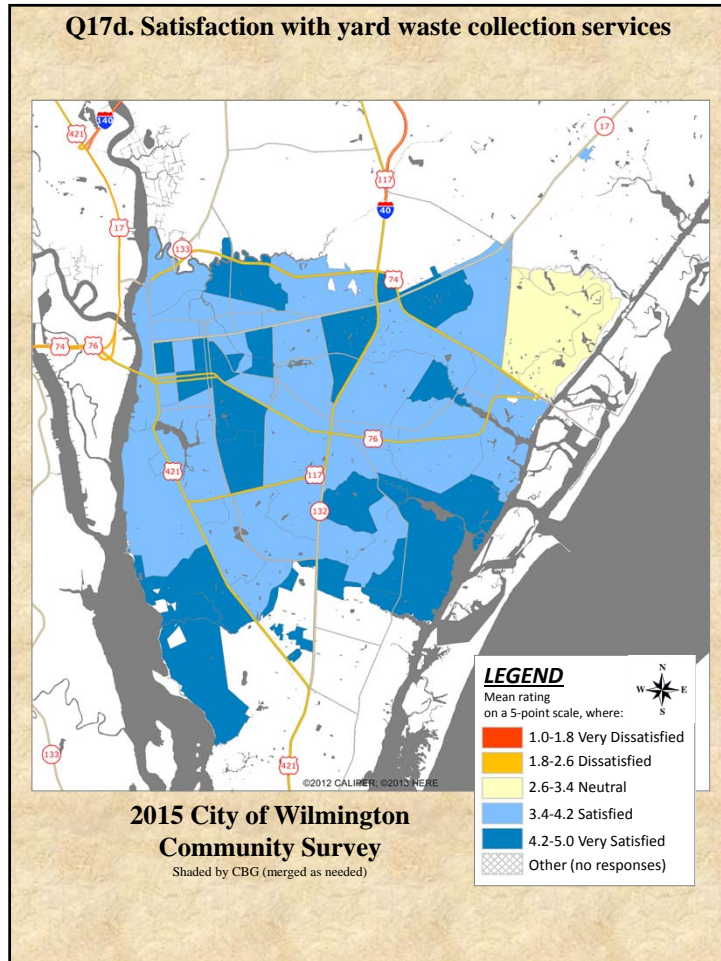 Q17d. Satisfaction with yard waste collection services
140
421
17
117
40
17
133
74
74
76
76
421
117
132
133
421
©2012 CALIPER; ©2013 HERE
LEGEND
Mean rating
on a 5-point scale, where:
N
W E
S
1.0-1.8 Very Dissatisfied
1.8-2.6 Dissatisfied
2.6-3.4 Neutral
3.4-4.2 Satisfied
4.2-5.0 Very Satisfied
Other (no responses)
2015 City of Wilmington
Community Survey
Shaded by CBG (merged as needed)